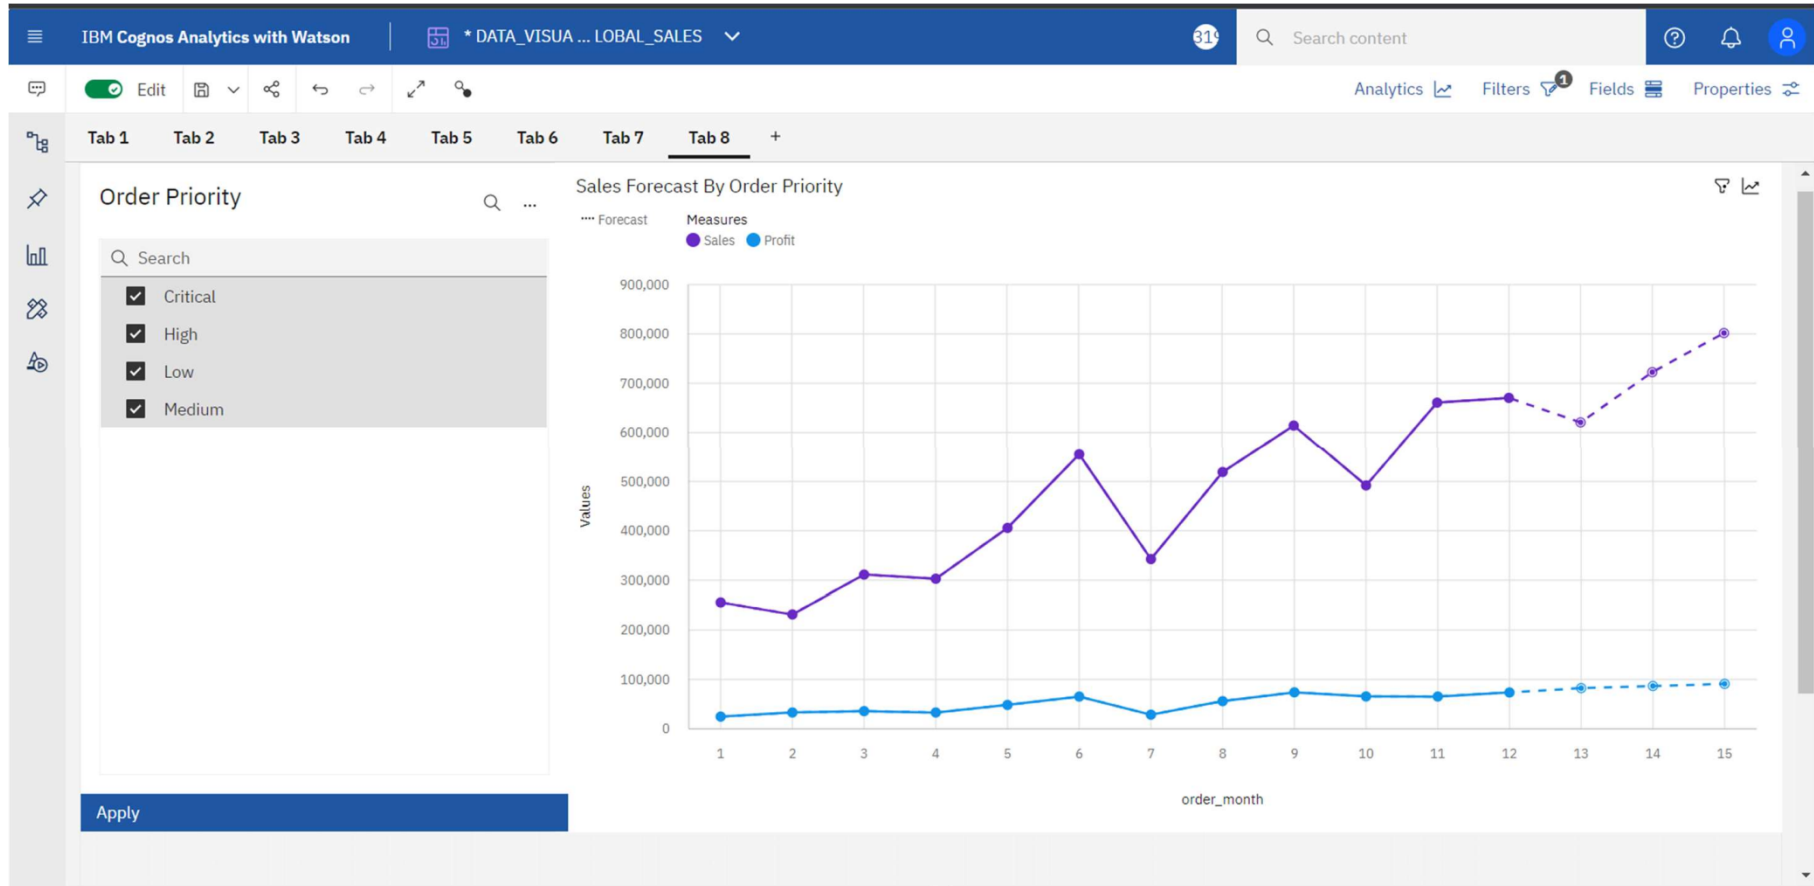 IBM Cognos Analytics with Watson
* DATA_VISUA ... LOBAL_SALES
Search content
Edit
Analytics
Filters
1
Fields
Properties
Tab 1
Tab 2
Tab 3
Tab 4
Tab 5
Tab 6
Tab 7
Tab 8
+
Order Priority
...
Search
Critical
High
Low
Medium
Apply
Sales Forecast By Order Priority
Forecast
Measures
Sales
Profit
900,000
800,000
700,000
600,000
500,000
400,000
300,000
200,000
100,000
0
Values
1
2
3
4
5
6
7
8
9
10
11
12
13
14
15
order_month